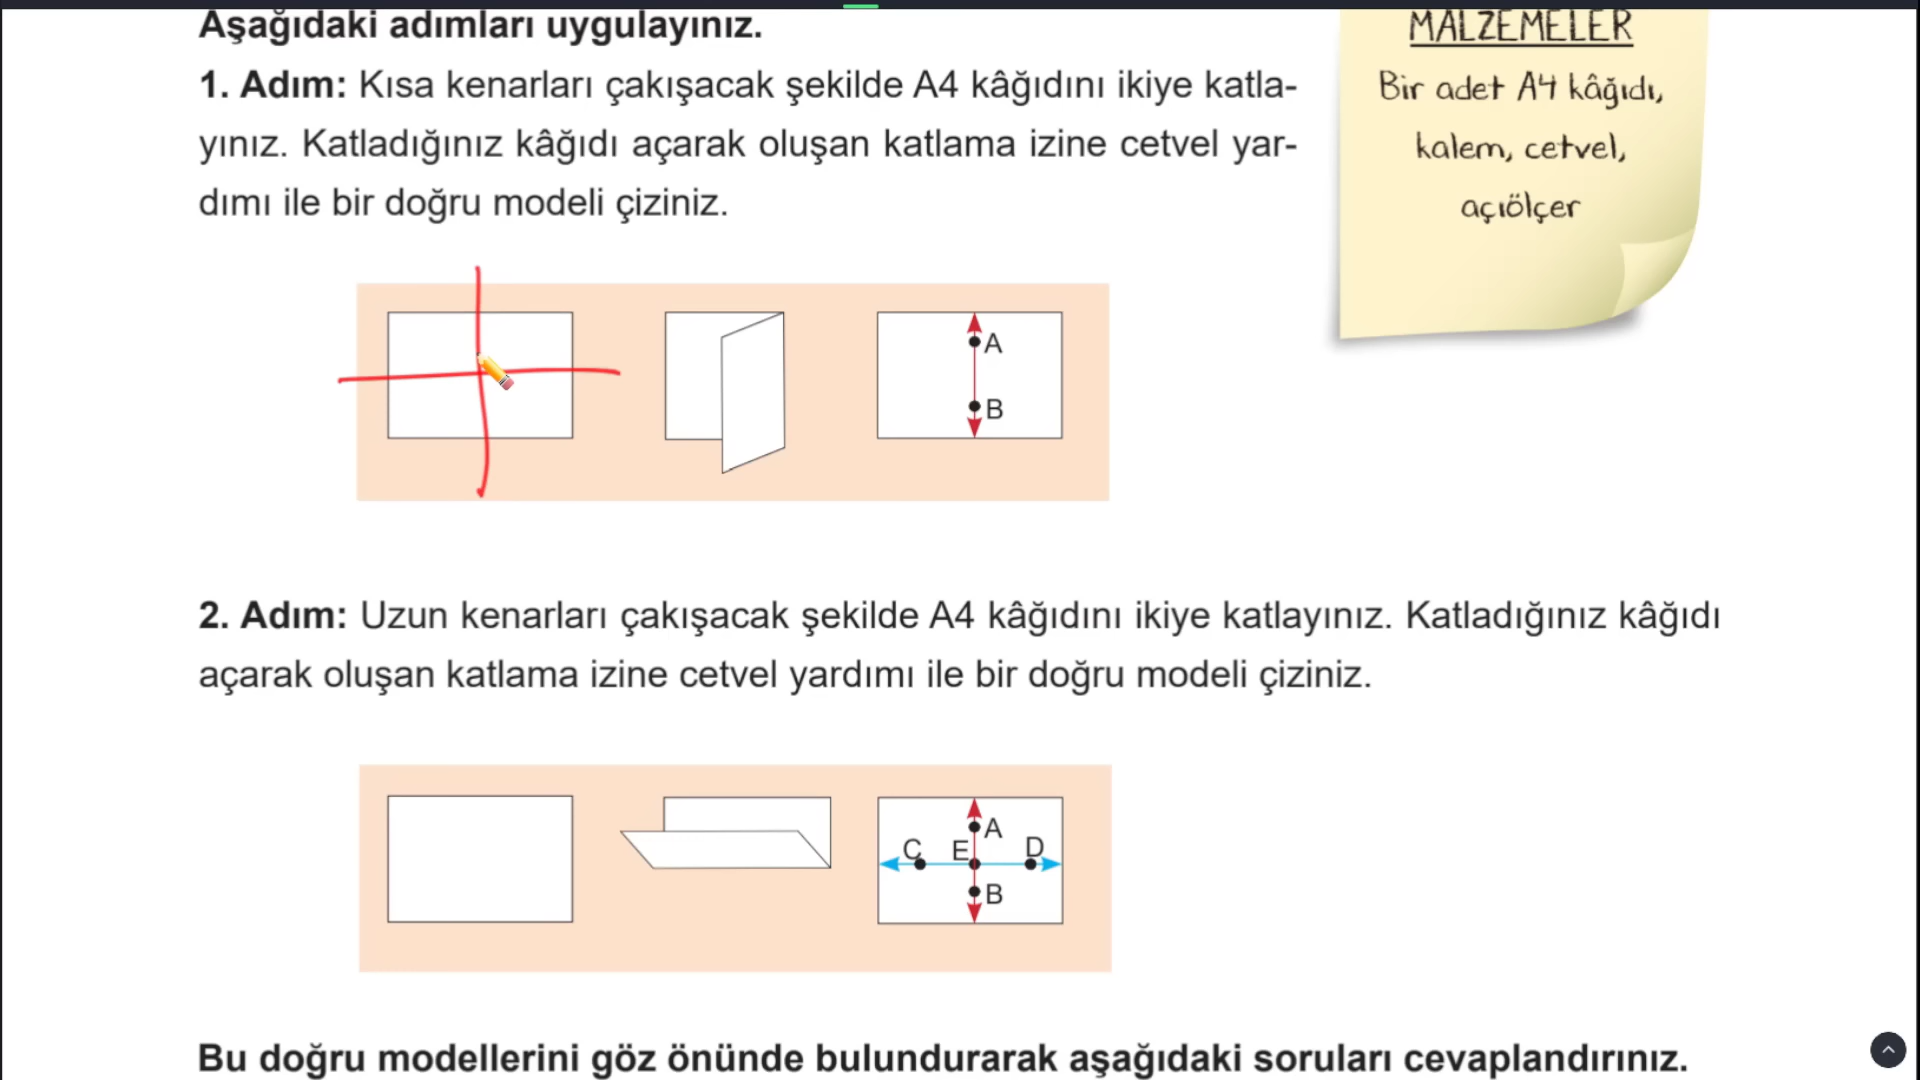 Aşağıdaki adımları uygulayınız.
1. Adım: Kısa kenarları çakışacak şekilde A4 kâğıdını ikiye katla-
yınız. Katladığınız kâğıdı açarak oluşan katlama izine cetvel yar-
dımı ile bir doğru modeli çiziniz.
MALZEMELER
Bir adet A4 kâğıdı,
kalem, cetvel,
açıölçer
A
B
2. Adım: Uzun kenarları çakışacak şekilde A4 kâğıdını ikiye katlayınız. Katladığınız kâğıdı
açarak oluşan katlama izine cetvel yardımı ile bir doğru modeli çiziniz.
A
C E D
B
Bu doğru modellerini göz önünde bulundurarak aşağıdaki soruları cevaplandırınız.